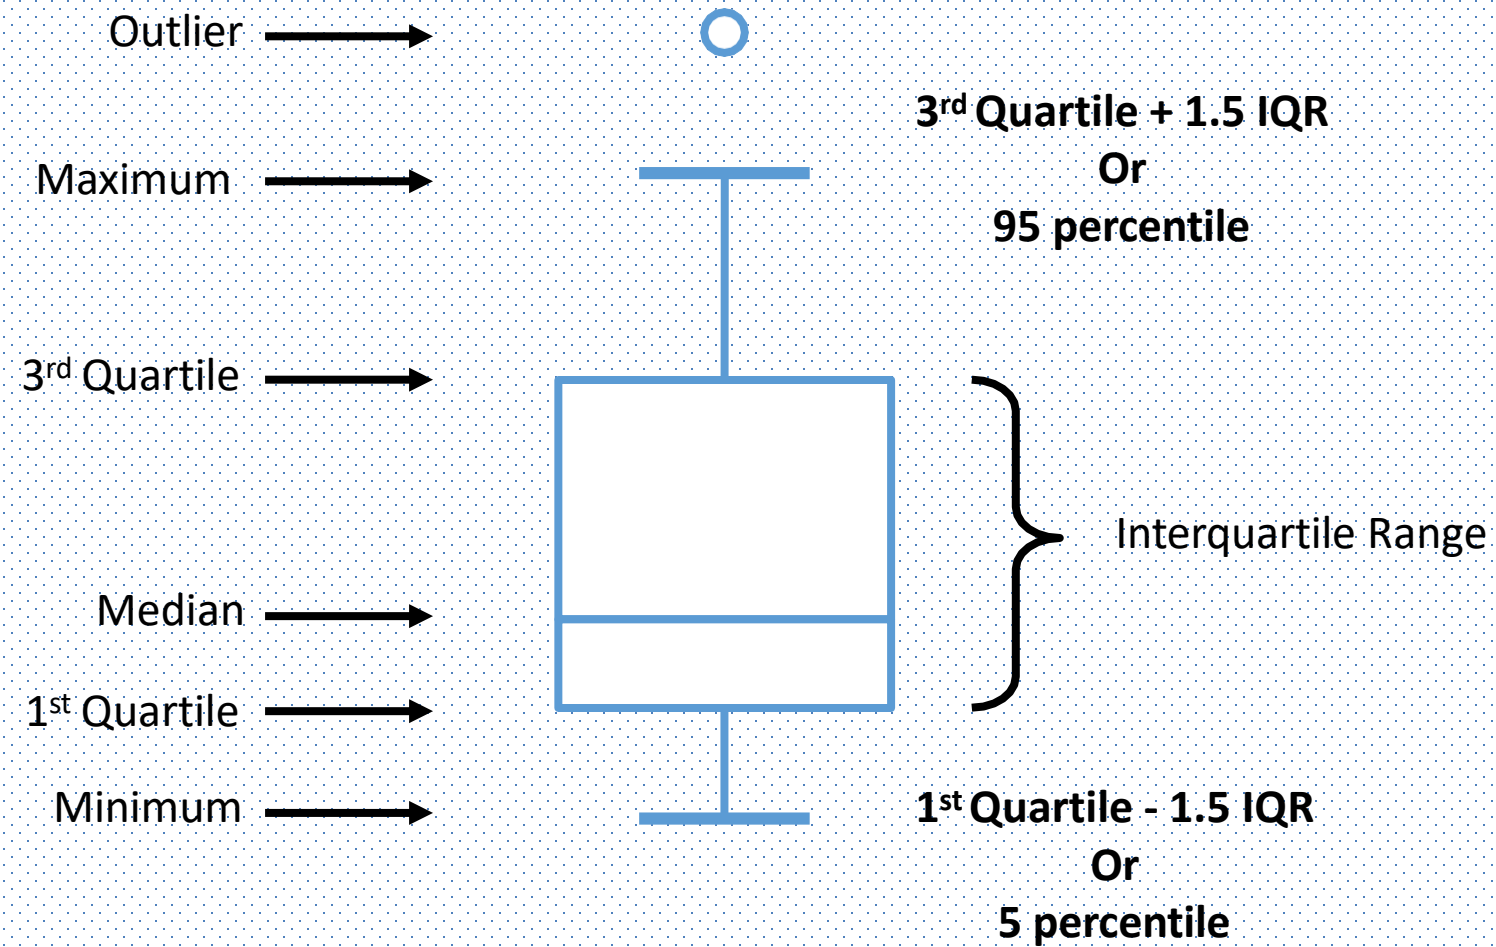 Outlier
3rd Quartile + 1.5 IQR
Or
95 percentile
Maximum
3rd Quartile
Interquartile Range
Median
1st Quartile
Minimum
1st Quartile - 1.5 IQR
Or
5 percentile